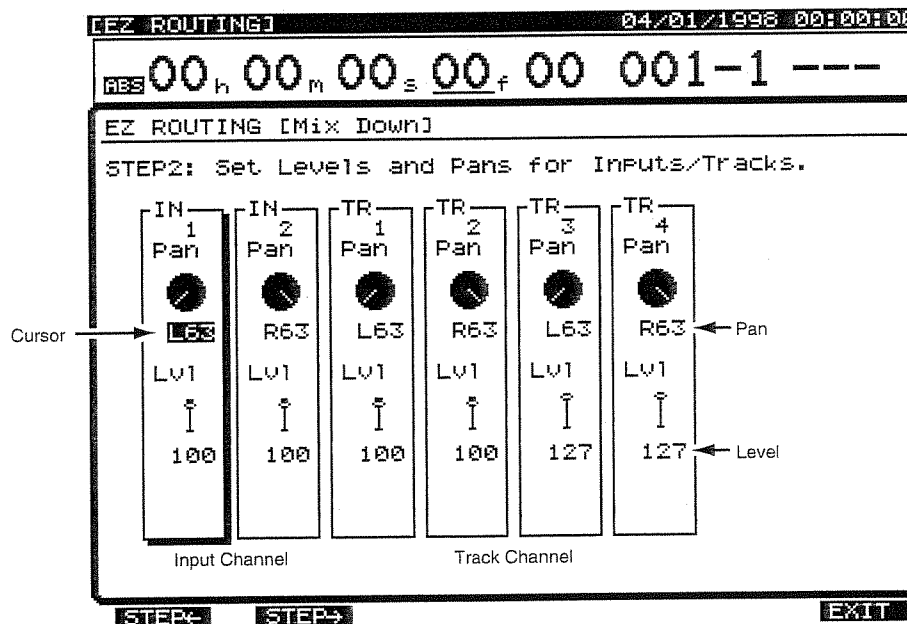 [EZ ROUTING] 04/01/1998 00:00:00
ABS 00h 00m 00s 00f 00 001-1 ---
EZ ROUTING [Mix Down]
STEP2: Set Levels and Pans for Inputs/Tracks.
IN IN TR TR TR TR
1 2 1 2 3 4
Pan Pan Pan Pan Pan Pan
Cursor L63 R63 L63 R63 L63 R63 Pan
Lvl Lvl Lvl Lvl Lvl Lvl
100 100 100 100 127 127 Level
Input Channel Track Channel
STEP← STEP→ EXIT